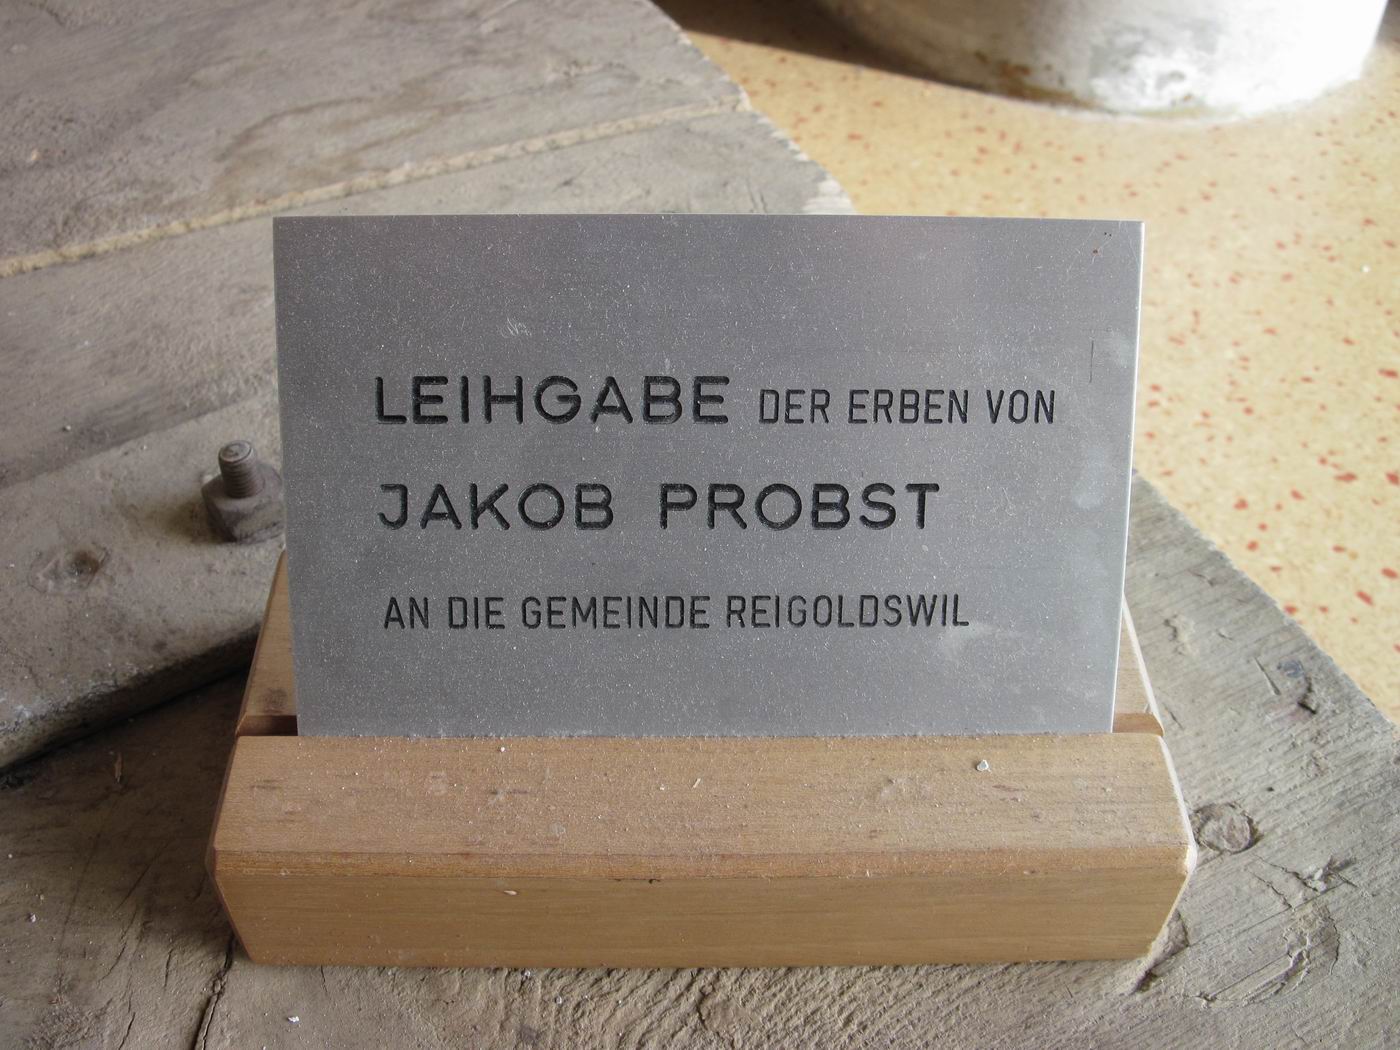 LEIHGABE DER ERBEN VON
JAKOB PROBST
AN DIE GEMEINDE REIGOLDSWIL